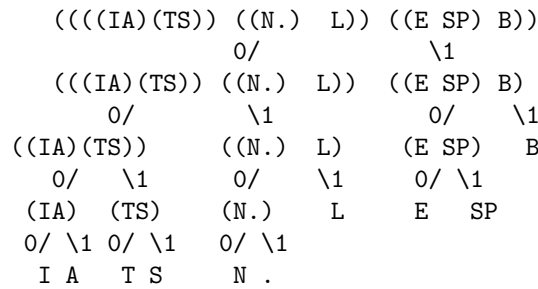 ((((IA)(TS)) ((N.) L)) ((E SP) B))
0/ \1
(((IA)(TS)) ((N.) L)) ((E SP) B)
0/ \1 0/ \1
((IA)(TS)) ((N.) L) (E SP) B
0/ \1 0/ \1 0/ \1
(IA) (TS) (N.) L E SP
0/ \1 0/ \1 0/ \1
I A T S N .